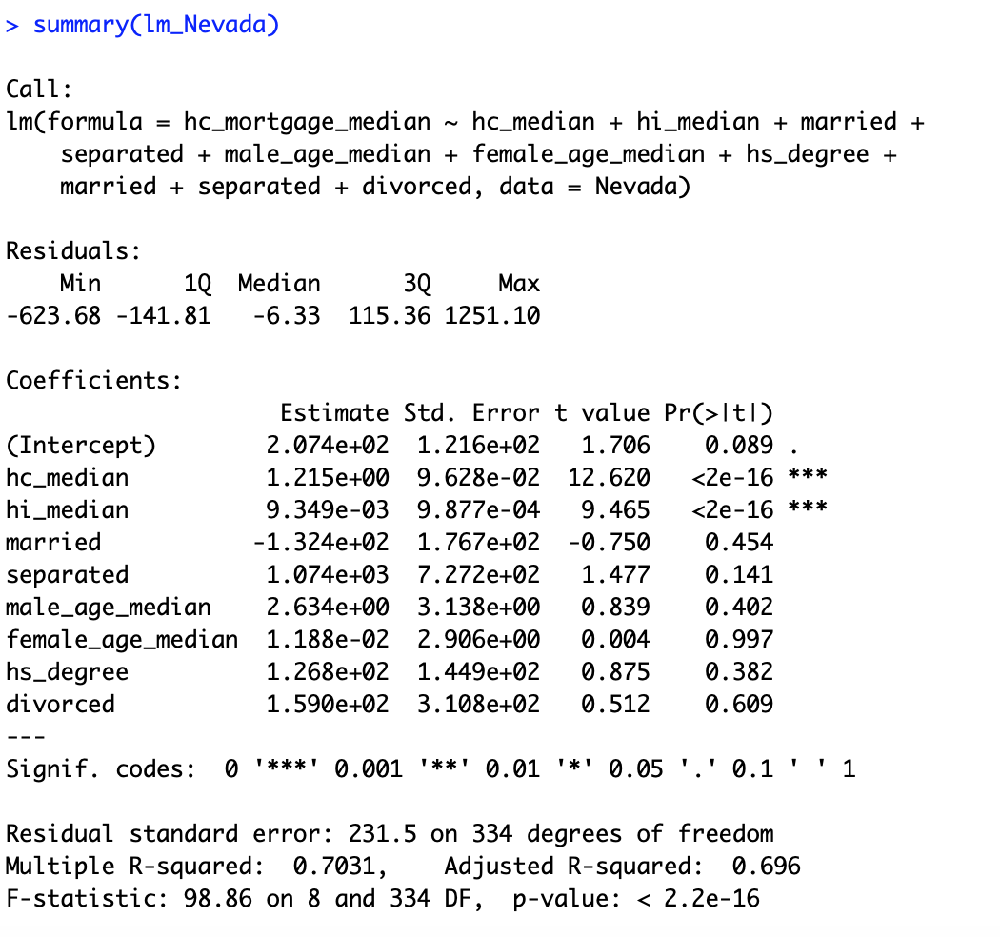 > summary(lm_Nevada)
Call:
lm(formula = hc_mortgage_median ~ hc_median + hi_median + married +
    separated + male_age_median + female_age_median + hs_degree +
    married + separated + divorced, data = Nevada)
Residuals:
    Min      1Q  Median      3Q     Max
-623.68 -141.81   -6.33  115.36 1251.10
Coefficients:
                    Estimate Std. Error t value Pr(>|t|)
(Intercept)        2.074e+02  1.216e+02   1.706    0.089 .
hc_median          1.215e+00  9.628e-02  12.620   <2e-16 ***
hi_median          9.349e-03  9.877e-04   9.465   <2e-16 ***
married           -1.324e+02  1.767e+02  -0.750    0.454
separated          1.074e+03  7.272e+02   1.477    0.141
male_age_median    2.634e+00  3.138e+00   0.839    0.402
female_age_median  1.188e-02  2.906e+00   0.004    0.997
hs_degree          1.268e+02  1.449e+02   0.875    0.382
divorced           1.590e+02  3.108e+02   0.512    0.609
---
Signif. codes:  0 '***' 0.001 '**' 0.01 '*' 0.05 '.' 0.1 ' ' 1
Residual standard error: 231.5 on 334 degrees of freedom
Multiple R-squared:  0.7031,	Adjusted R-squared:  0.696
F-statistic: 98.86 on 8 and 334 DF,  p-value: < 2.2e-16